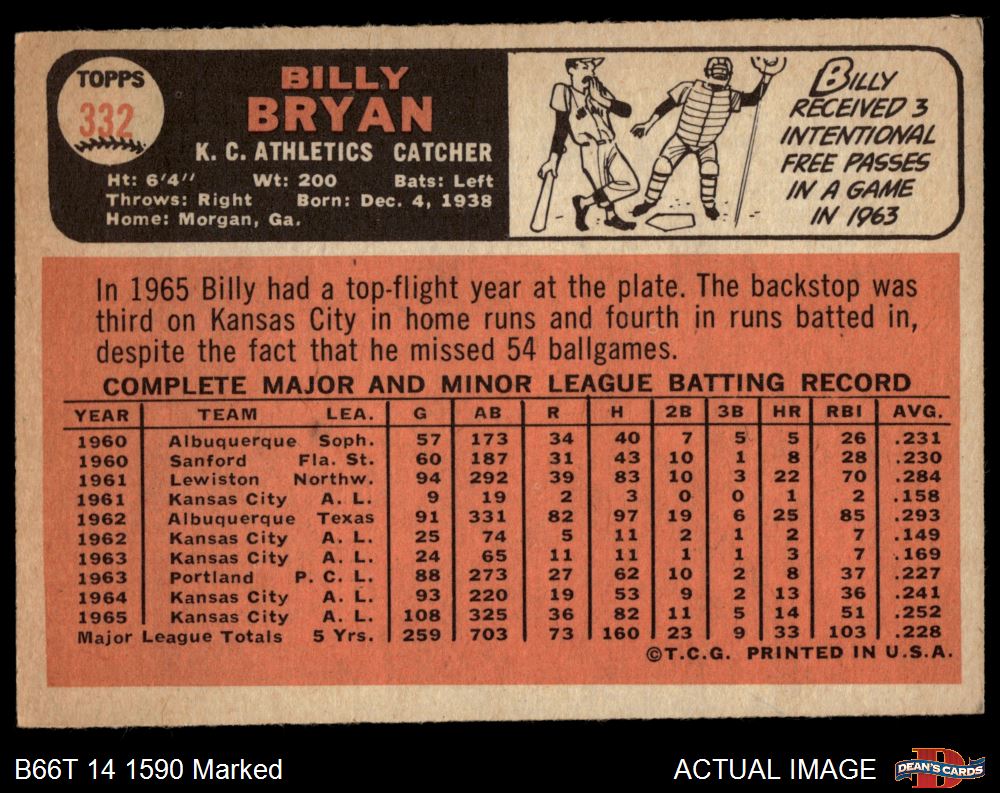 TOPPS
332
BILLY
BRYAN
K. C. ATHLETICS CATCHER
Ht: 6'4" Wt: 200 Bats: Left
Throws: Right Born: Dec. 4, 1938
Home: Morgan, Ga.
BILLY
RECEIVED 3
INTENTIONAL
FREE PASSES
IN A GAME
IN 1963
In 1965 Billy had a top-flight year at the plate. The backstop was
third on Kansas City in home runs and fourth in runs batted in,
despite the fact that he missed 54 ballgames.
COMPLETE MAJOR AND MINOR LEAGUE BATTING RECORD
YEAR TEAM LEA. G AB R H 2B 3B HR RBI AVG.
1960 Albuquerque Soph. 57 173 34 40 7 5 5 26 .231
1960 Sanford Fla. St. 60 187 31 43 10 1 8 28 .230
1961 Lewiston Northw. 94 292 39 83 10 3 22 70 .284
1961 Kansas City A. L. 9 19 2 3 0 0 1 2 .158
1962 Albuquerque Texas 91 331 82 97 19 6 25 85 .293
1962 Kansas City A. L. 25 74 5 11 2 1 2 7 .149
1963 Kansas City A. L. 24 65 11 11 1 1 3 7 .169
1963 Portland P. C. L. 88 273 27 62 10 2 8 37 .227
1964 Kansas City A. L. 93 220 19 53 9 2 13 36 .241
1965 Kansas City A. L. 108 325 36 82 11 5 14 51 .252
Major League Totals 5 Yrs. 259 703 73 160 23 9 33 103 .228
©T.C.G. PRINTED IN U.S.A.
B66T 14 1590 Marked
ACTUAL IMAGE
DEAN'S CARDS